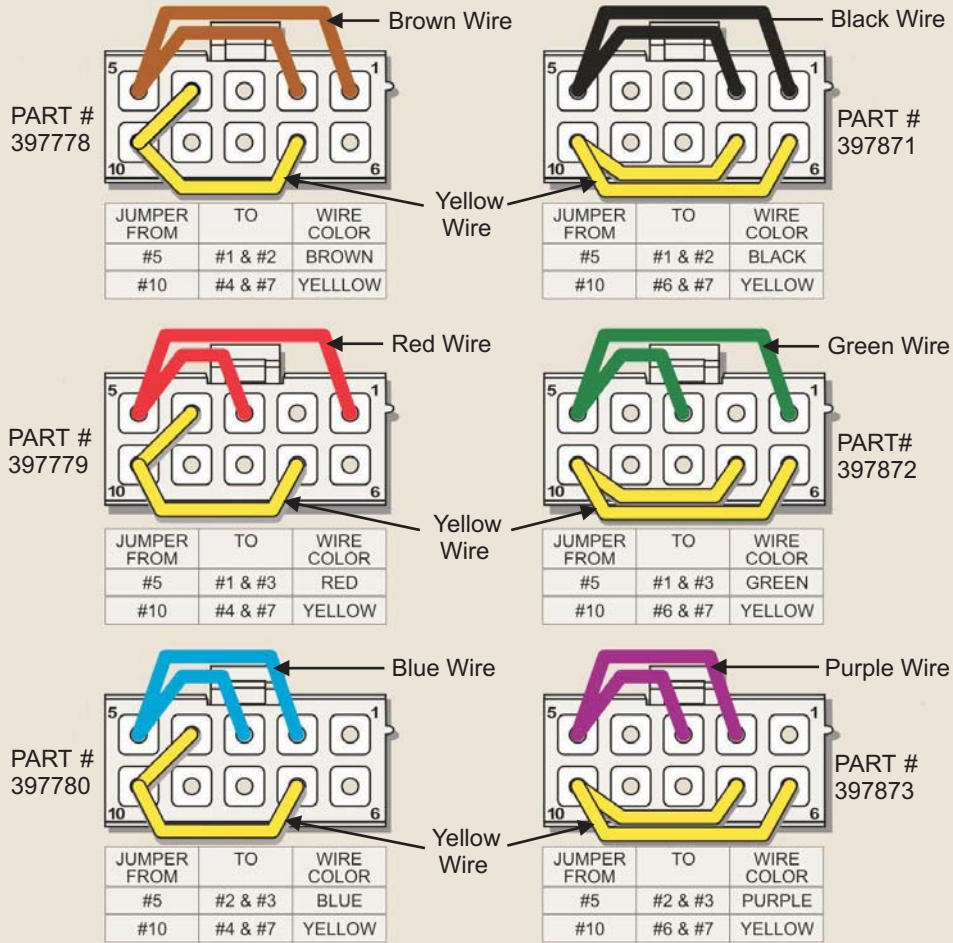 Brown Wire
5
1
PART #
397778
10
6
JUMPER FROM TO WIRE COLOR
#5 #1 & #2 BROWN
#10 #4 & #7 YELLLOW
Black Wire
5
1
PART #
397871
10
6
Yellow
Wire
JUMPER FROM TO WIRE COLOR
#5 #1 & #2 BLACK
#10 #6 & #7 YELLOW
Red Wire
5
1
PART #
397779
10
6
JUMPER FROM TO WIRE COLOR
#5 #1 & #3 RED
#10 #4 & #7 YELLOW
Green Wire
5
1
PART#
397872
10
6
Yellow
Wire
JUMPER FROM TO WIRE COLOR
#5 #1 & #3 GREEN
#10 #6 & #7 YELLOW
Blue Wire
5
1
PART #
397780
10
6
JUMPER FROM TO WIRE COLOR
#5 #2 & #3 BLUE
#10 #4 & #7 YELLOW
Purple Wire
5
1
PART #
397873
10
6
Yellow
Wire
JUMPER FROM TO WIRE COLOR
#5 #2 & #3 PURPLE
#10 #6 & #7 YELLOW